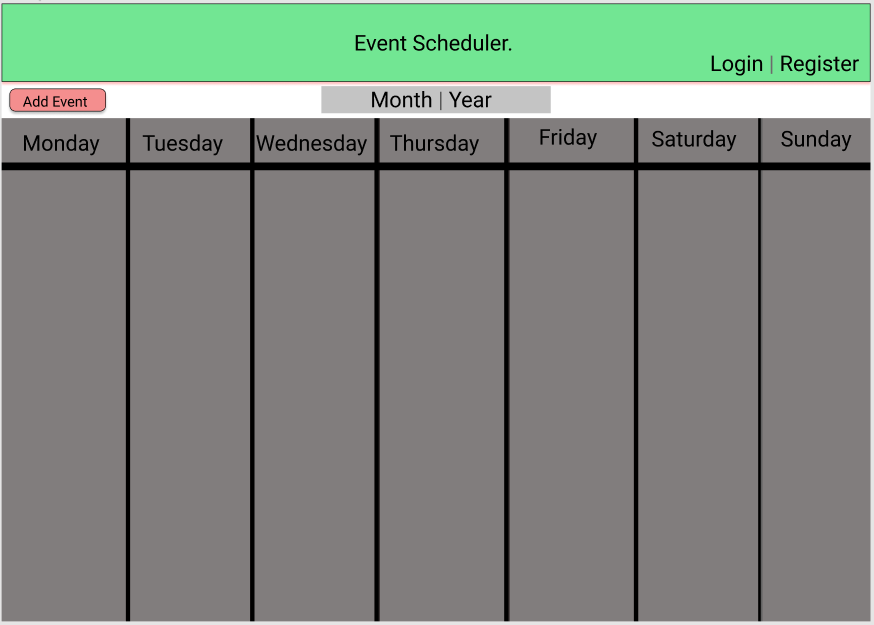 Event Scheduler.
Login | Register
Add Event
Month | Year
Monday Tuesday Wednesday Thursday Friday Saturday Sunday